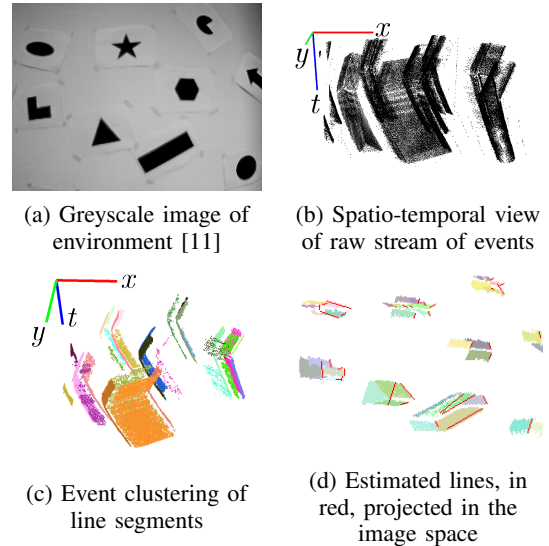 x
y
t
(a) Greyscale image of
environment [11]
(b) Spatio-temporal view
of raw stream of events
x
y
t
(c) Event clustering of
line segments
(d) Estimated lines, in
red, projected in the
image space